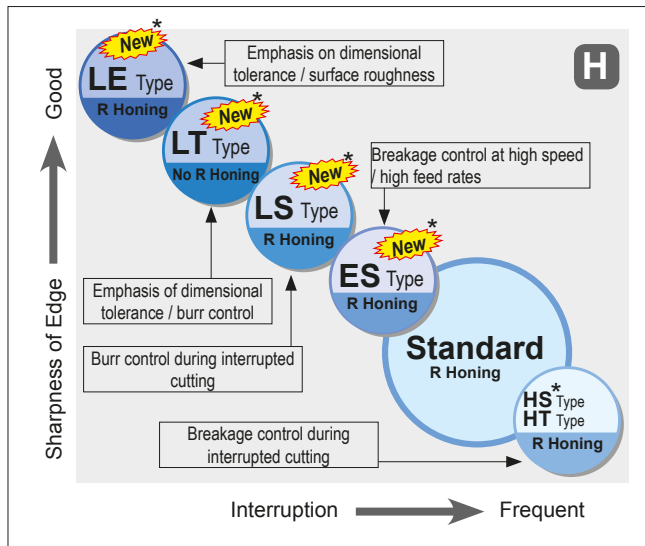 New*
LE Type
R Honing
Emphasis on dimensional
tolerance / surface roughness
H
New*
LT Type
No R Honing
Breakage control at high speed
/ high feed rates
New*
LS Type
R Honing
New*
ES Type
R Honing
Emphasis of dimensional
tolerance / burr control
Burr control during interrupted
cutting
Standard
R Honing
HS* Type
HT Type
R Honing
Breakage control during
interrupted cutting
Sharpness of Edge
Good
Interruption
Frequent